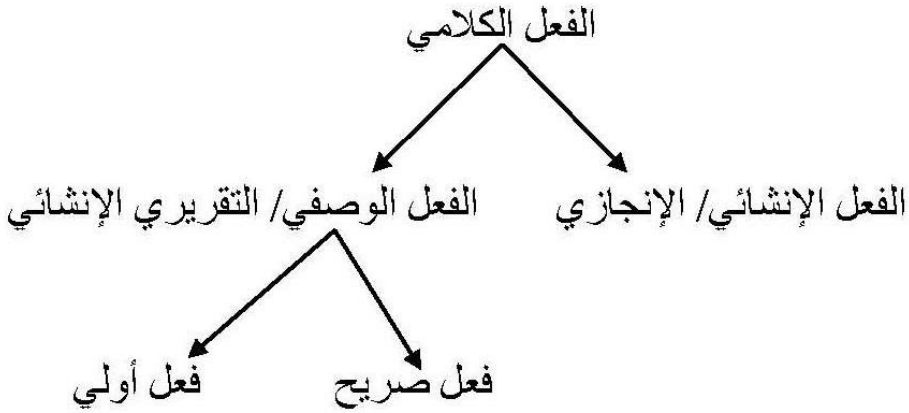 الفعل الكلامي
الفعل الإنشائي/ الإنجازي
الفعل الوصفي/ التقريري الإنشائي
فعل صريح
فعل أولي